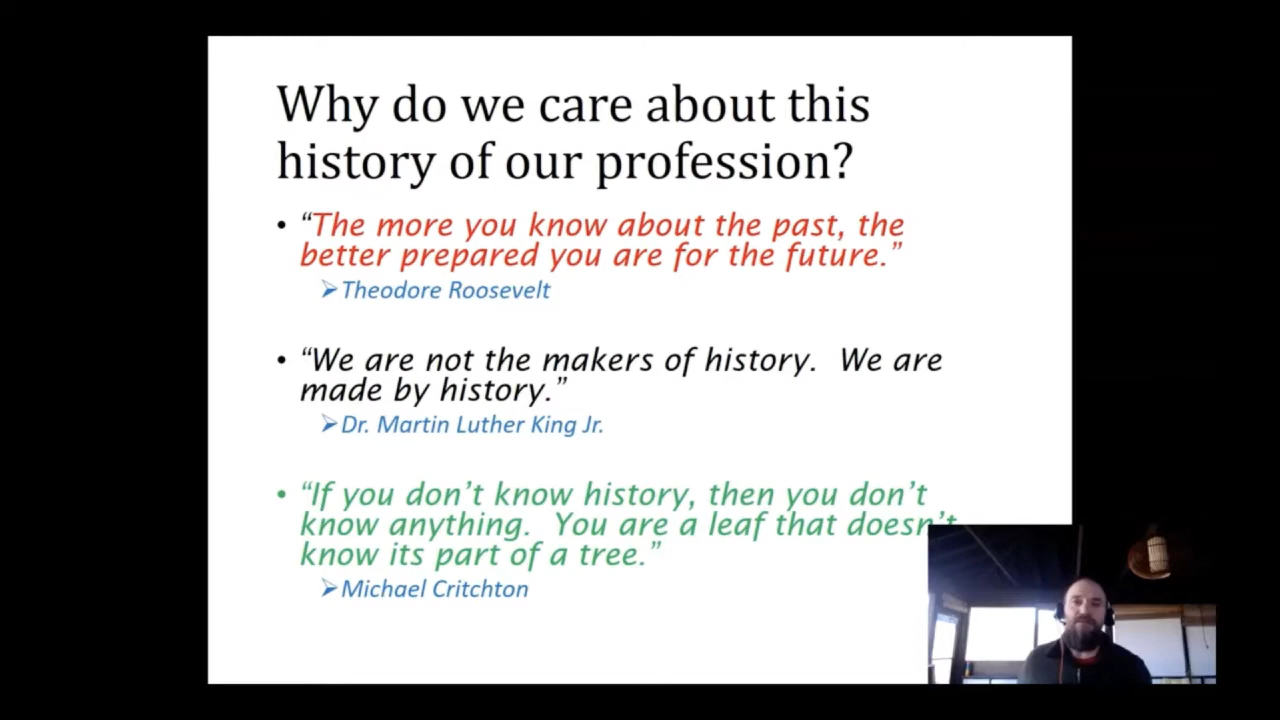 Why do we care about this
history of our profession?
• “The more you know about the past, the
better prepared you are for the future.”
➢Theodore Roosevelt
• “We are not the makers of history.  We are
made by history.”
➢Dr. Martin Luther King Jr.
• “If you don’t know history, then you don’t
know anything.  You are a leaf that doesn’t
know its part of a tree.”
➢Michael Critchton